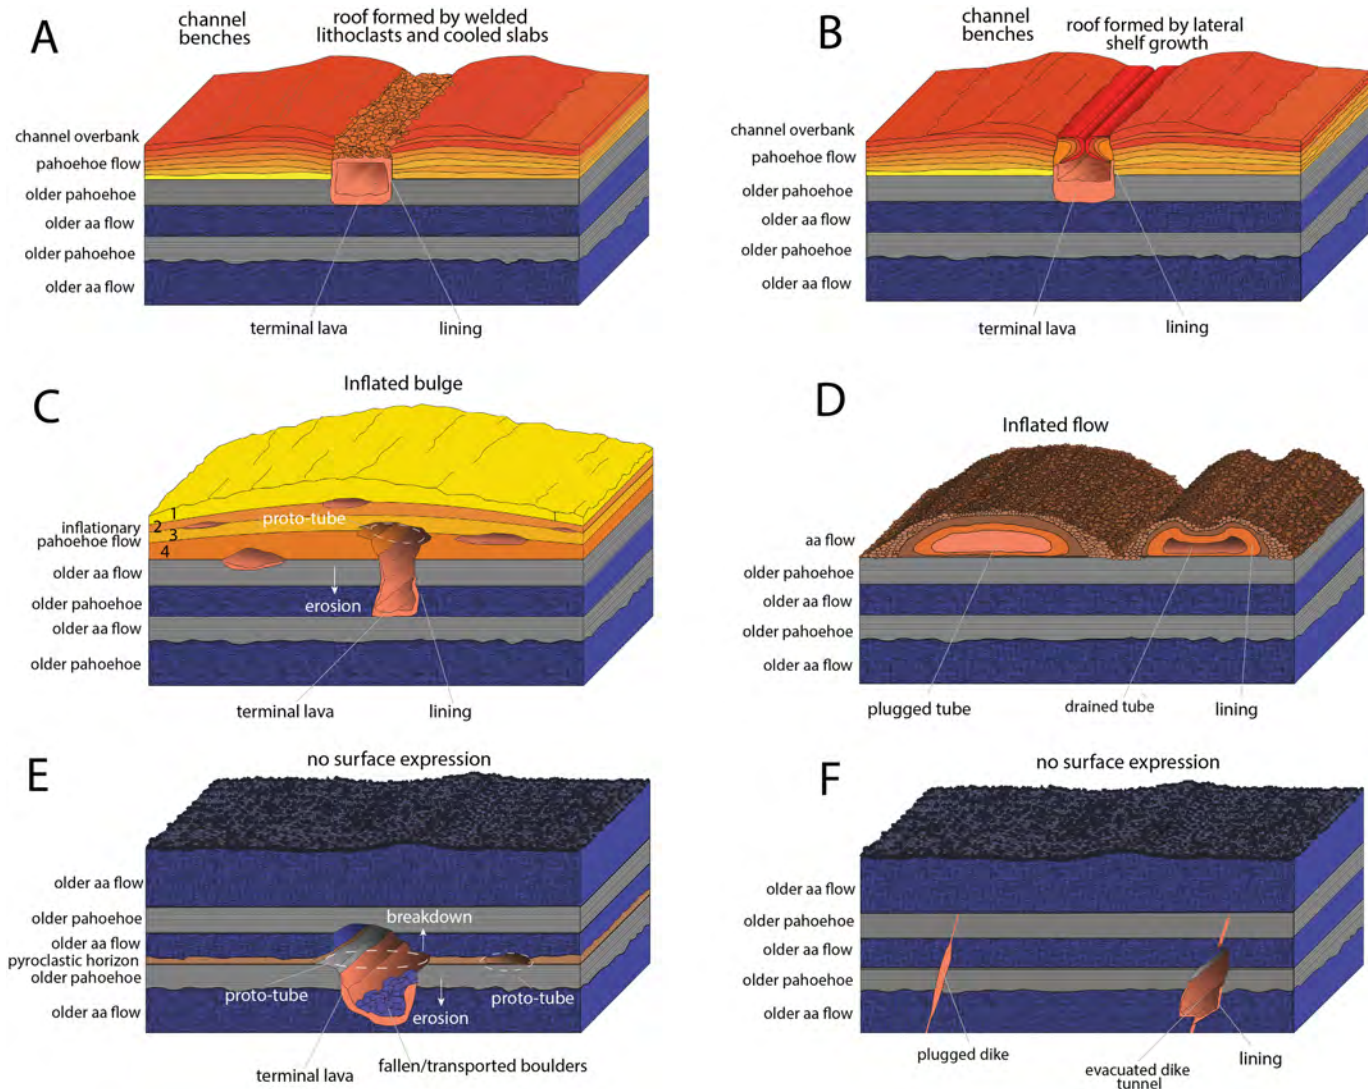 A
channel
benches
roof formed by welded
lithoclasts and cooled slabs
channel overbank
pahoehoe flow
older pahoehoe
older aa flow
older pahoehoe
older aa flow
terminal lava
lining
B
channel
benches
roof formed by lateral
shelf growth
channel overbank
pahoehoe flow
older pahoehoe
older aa flow
older pahoehoe
older aa flow
terminal lava
lining
C
Inflated bulge
1
2
3
4
proto-tube
inflationary
pahoehoe flow
older aa flow
older pahoehoe
older aa flow
older pahoehoe
erosion
terminal lava
lining
D
Inflated flow
aa flow
older pahoehoe
older aa flow
older pahoehoe
older aa flow
plugged tube
drained tube
lining
E
no surface expression
older aa flow
older pahoehoe
older aa flow
pyroclastic horizon
older pahoehoe
older aa flow
breakdown
proto-tube
proto-tube
erosion
terminal lava
fallen/transported boulders
F
no surface expression
older aa flow
older pahoehoe
older aa flow
older pahoehoe
older aa flow
plugged dike
evacuated dike
tunnel
lining